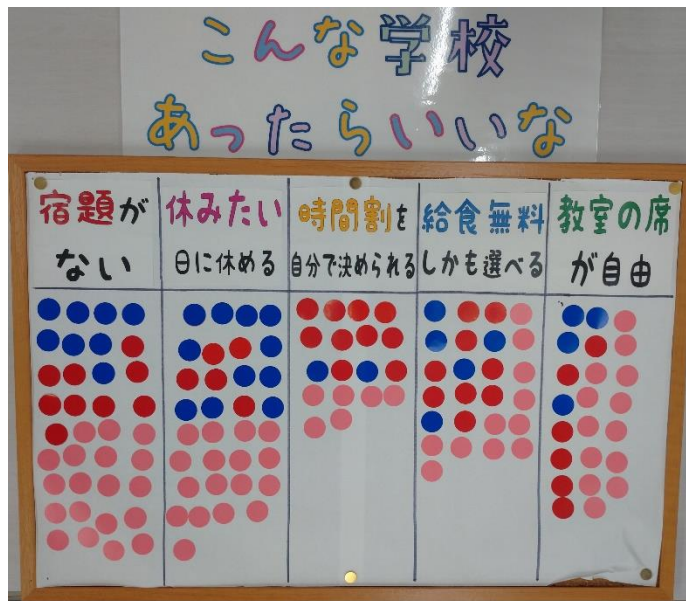 こんな学校
あったらいいな
宿題が
ない
休みたい
日に休める
時間割を
自分で決められる
給食無料
しかも選べる
教室の席
が自由